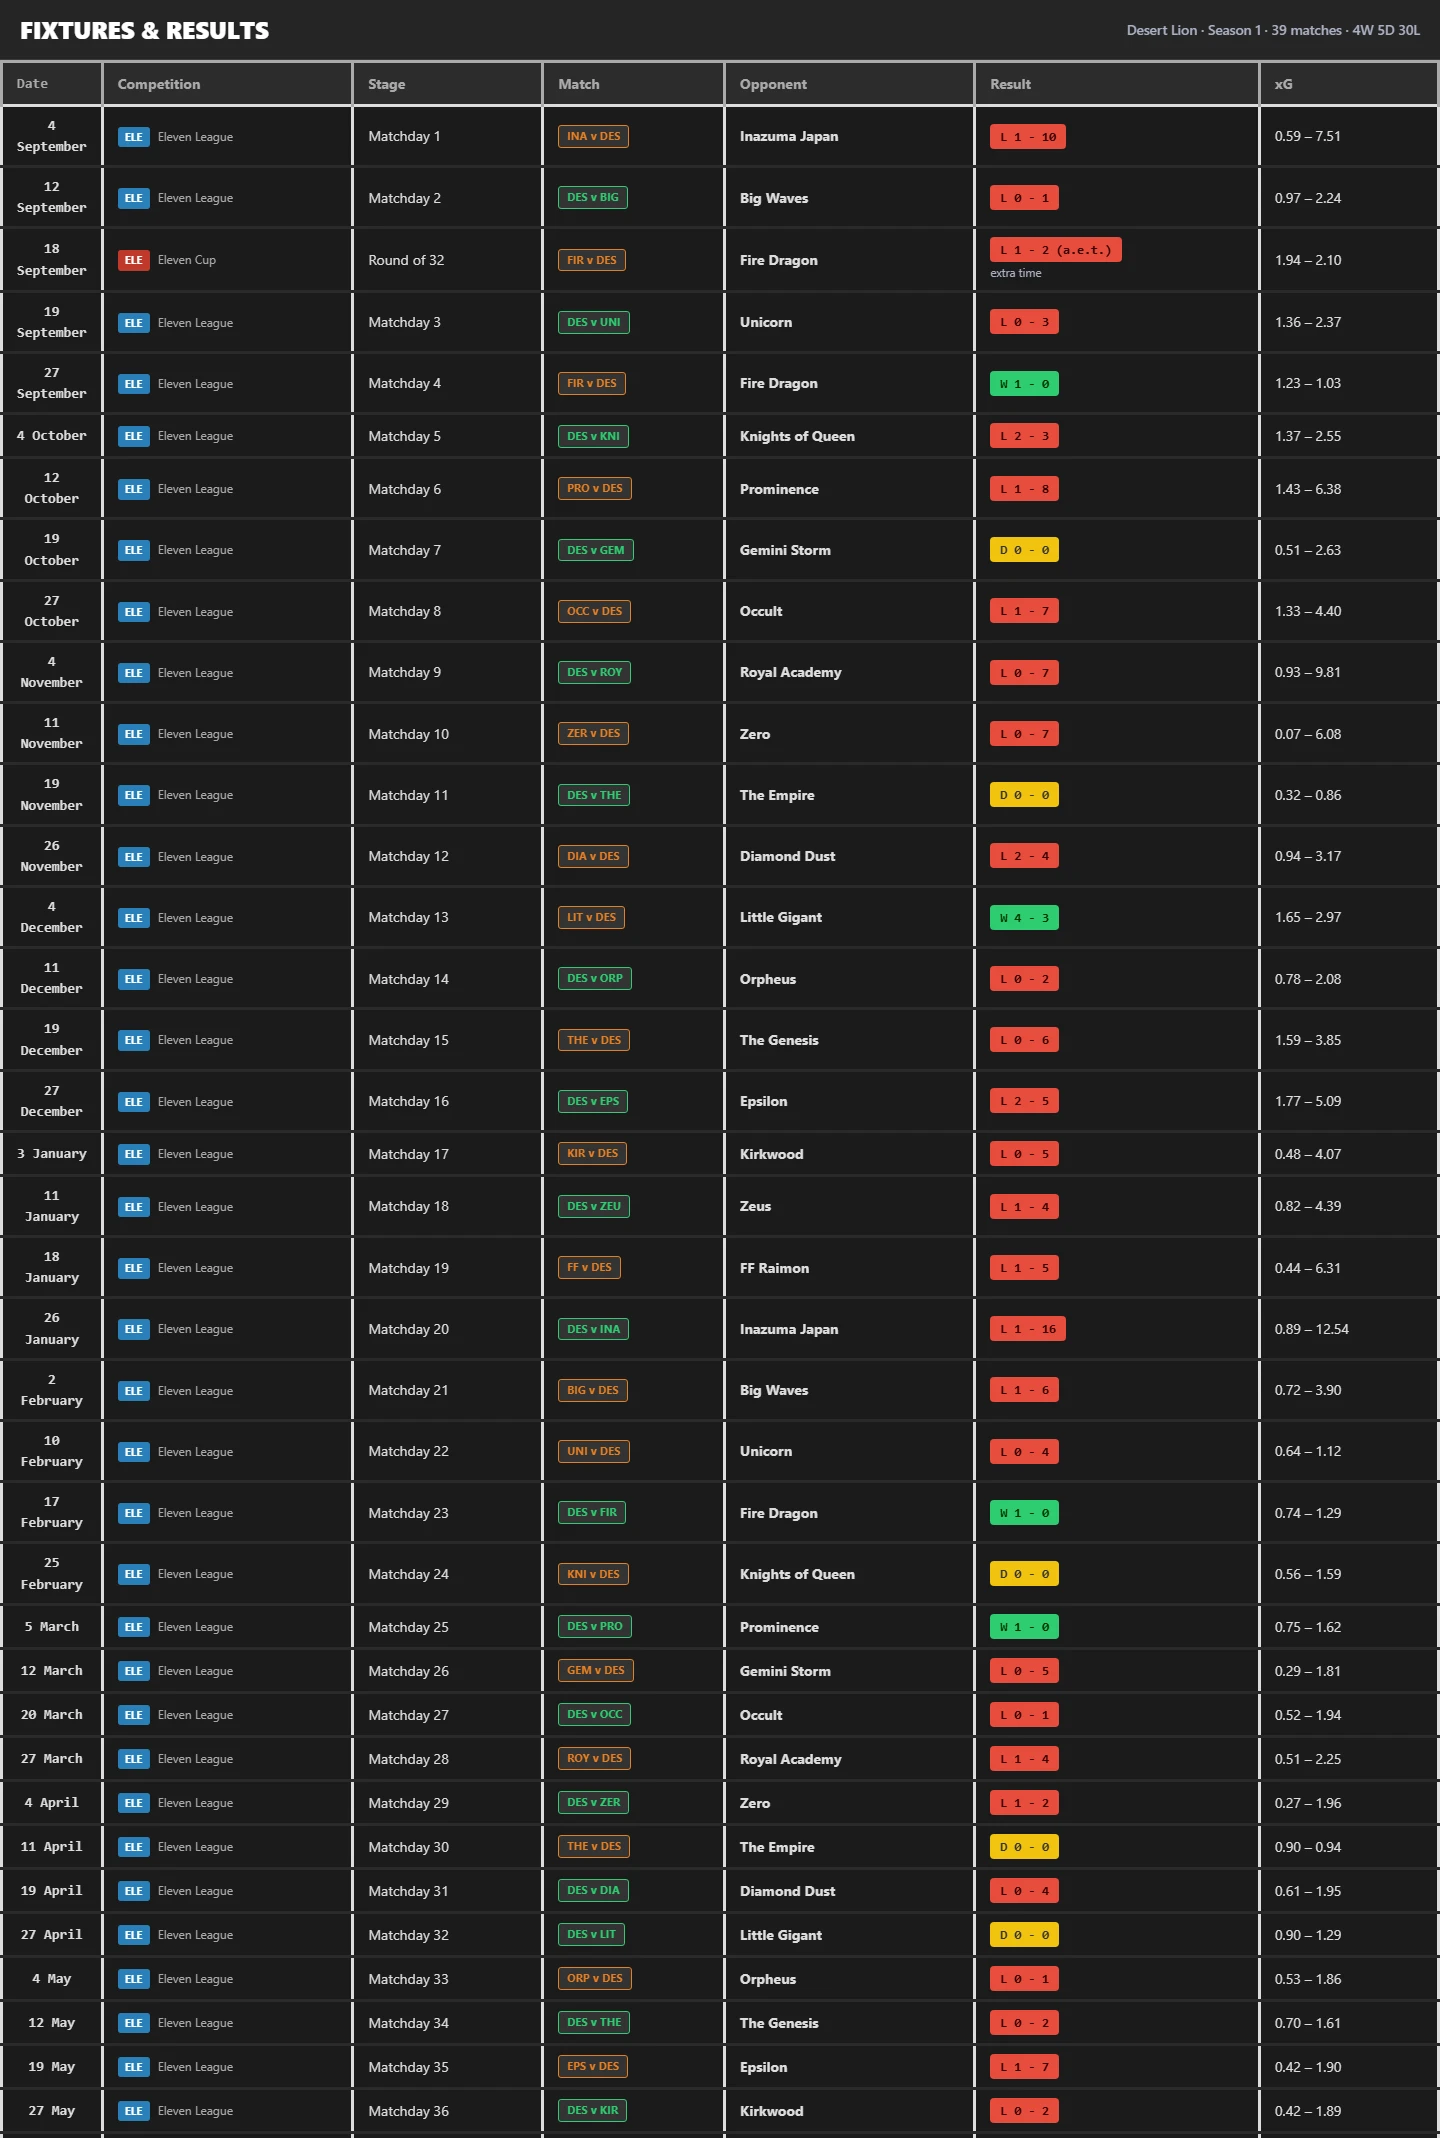 FIXTURES & RESULTS
Desert Lion · Season 1 · 39 matches · 4W 5D 30L
Date Competition Stage Match Opponent Result xG
4 September ELE Eleven League Matchday 1 INA v DES Inazuma Japan L 1 - 10 0.59 – 7.51
12 September ELE Eleven League Matchday 2 DES v BIG Big Waves L 0 - 1 0.97 – 2.24
18 September ELE Eleven Cup Round of 32 FIR v DES Fire Dragon L 1 - 2 (a.e.t.) extra time 1.94 – 2.10
19 September ELE Eleven League Matchday 3 DES v UNI Unicorn L 0 - 3 1.36 – 2.37
27 September ELE Eleven League Matchday 4 FIR v DES Fire Dragon W 1 - 0 1.23 – 1.03
4 October ELE Eleven League Matchday 5 DES v KNI Knights of Queen L 2 - 3 1.37 – 2.55
12 October ELE Eleven League Matchday 6 PRO v DES Prominence L 1 - 8 1.43 – 6.38
19 October ELE Eleven League Matchday 7 DES v GEM Gemini Storm D 0 - 0 0.51 – 2.63
27 October ELE Eleven League Matchday 8 OCC v DES Occult L 1 - 7 1.33 – 4.40
4 November ELE Eleven League Matchday 9 DES v ROY Royal Academy L 0 - 7 0.93 – 9.81
11 November ELE Eleven League Matchday 10 ZER v DES Zero L 0 - 7 0.07 – 6.08
19 November ELE Eleven League Matchday 11 DES v THE The Empire D 0 - 0 0.32 – 0.86
26 November ELE Eleven League Matchday 12 DIA v DES Diamond Dust L 2 - 4 0.94 – 3.17
4 December ELE Eleven League Matchday 13 LIT v DES Little Gigant W 4 - 3 1.65 – 2.97
11 December ELE Eleven League Matchday 14 DES v ORP Orpheus L 0 - 2 0.78 – 2.08
19 December ELE Eleven League Matchday 15 THE v DES The Genesis L 0 - 6 1.59 – 3.85
27 December ELE Eleven League Matchday 16 DES v EPS Epsilon L 2 - 5 1.77 – 5.09
3 January ELE Eleven League Matchday 17 KIR v DES Kirkwood L 0 - 5 0.48 – 4.07
11 January ELE Eleven League Matchday 18 DES v ZEU Zeus L 1 - 4 0.82 – 4.39
18 January ELE Eleven League Matchday 19 FF v DES FF Raimon L 1 - 5 0.44 – 6.31
26 January ELE Eleven League Matchday 20 DES v INA Inazuma Japan L 1 - 16 0.89 – 12.54
2 February ELE Eleven League Matchday 21 BIG v DES Big Waves L 1 - 6 0.72 – 3.90
10 February ELE Eleven League Matchday 22 UNI v DES Unicorn L 0 - 4 0.64 – 1.12
17 February ELE Eleven League Matchday 23 DES v FIR Fire Dragon W 1 - 0 0.74 – 1.29
25 February ELE Eleven League Matchday 24 KNI v DES Knights of Queen D 0 - 0 0.56 – 1.59
5 March ELE Eleven League Matchday 25 DES v PRO Prominence W 1 - 0 0.75 – 1.62
12 March ELE Eleven League Matchday 26 GEM v DES Gemini Storm L 0 - 5 0.29 – 1.81
20 March ELE Eleven League Matchday 27 DES v OCC Occult L 0 - 1 0.52 – 1.94
27 March ELE Eleven League Matchday 28 ROY v DES Royal Academy L 1 - 4 0.51 – 2.25
4 April ELE Eleven League Matchday 29 DES v ZER Zero L 1 - 2 0.27 – 1.96
11 April ELE Eleven League Matchday 30 THE v DES The Empire D 0 - 0 0.90 – 0.94
19 April ELE Eleven League Matchday 31 DES v DIA Diamond Dust L 0 - 4 0.61 – 1.95
27 April ELE Eleven League Matchday 32 DES v LIT Little Gigant D 0 - 0 0.90 – 1.29
4 May ELE Eleven League Matchday 33 ORP v DES Orpheus L 0 - 1 0.53 – 1.86
12 May ELE Eleven League Matchday 34 DES v THE The Genesis L 0 - 2 0.70 – 1.61
19 May ELE Eleven League Matchday 35 EPS v DES Epsilon L 1 - 7 0.42 – 1.90
27 May ELE Eleven League Matchday 36 DES v KIR Kirkwood L 0 - 2 0.42 – 1.89